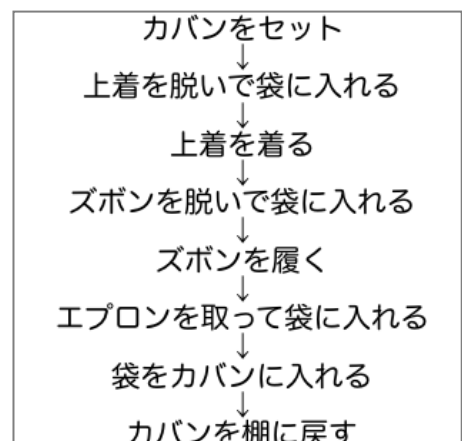 カバンをセット
↓
上着を脱いで袋に入れる
↓
上着を着る
↓
ズボンを脱いで袋に入れる
↓
ズボンを履く
↓
エプロンを取って袋に入れる
↓
袋をカバンに入れる
↓
カバンを棚に戻す